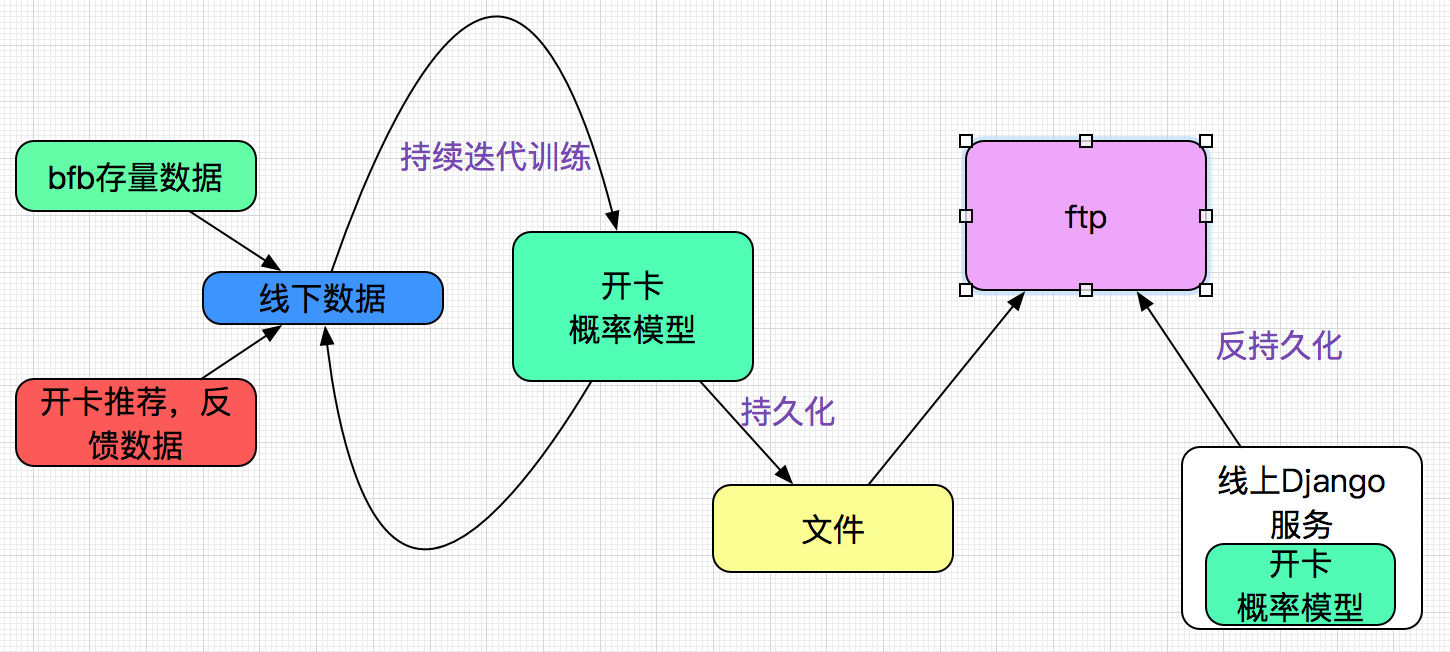 持续迭代训练
bfb存量数据
线下数据
开卡推荐，反
馈数据
开卡
概率模型
持久化
文件
ftp
反持久化
线上Django
服务
开卡
概率模型